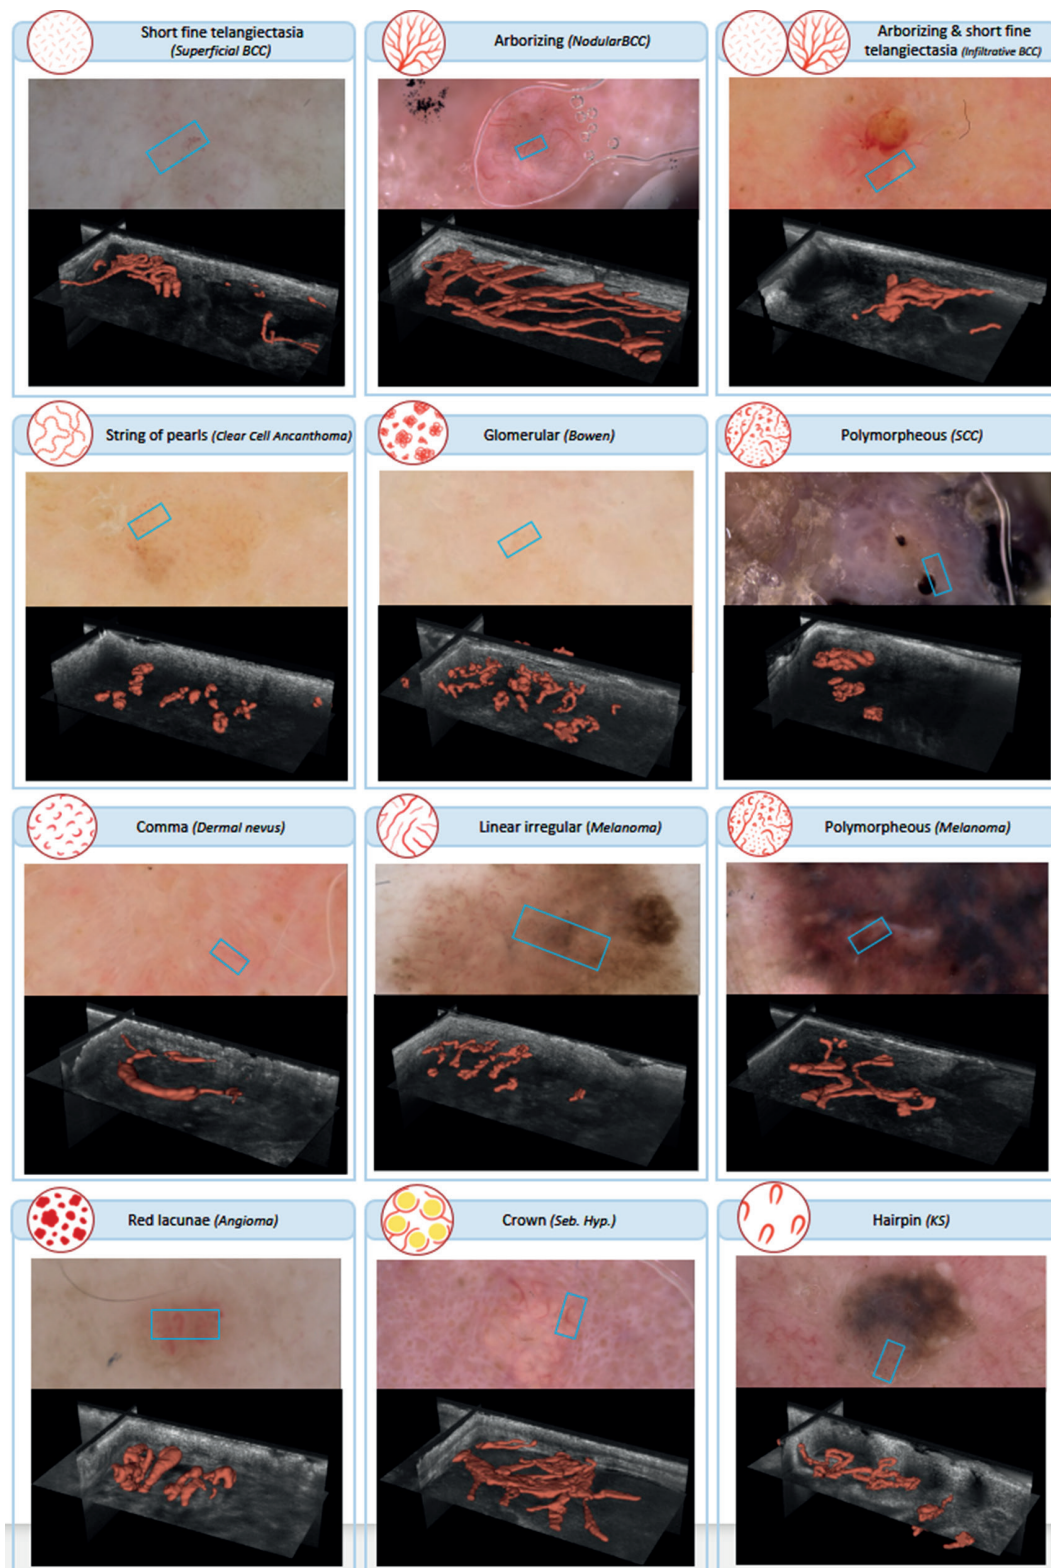 Short fine telangiectasia
(Superficial BCC)
Arborizing (NodularBCC)
Arborizing & short fine
telangiectasia (Infiltrative BCC)
String of pearls (Clear Cell Ancanthoma)
Glomerular (Bowen)
Polymorpheous (SCC)
Comma (Dermal nevus)
Linear irregular (Melanoma)
Polymorpheous (Melanoma)
Red lacunae (Angioma)
Crown (Seb. Hyp.)
Hairpin (KS)